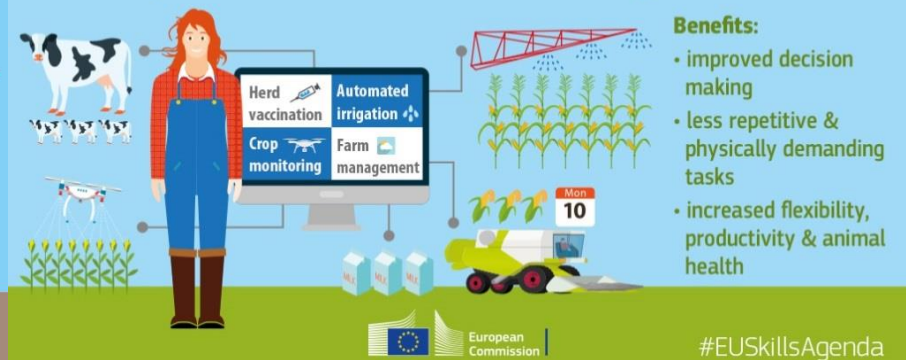 Herd
vaccination
Automated
irrigation
Crop
monitoring
Farm
management
Mon
10
MILK
MILK
MILK
Benefits:
• improved decision
making
• less repetitive &
physically demanding
tasks
• increased flexibility,
productivity & animal
health
European
Commission
#EUSkillsAgenda